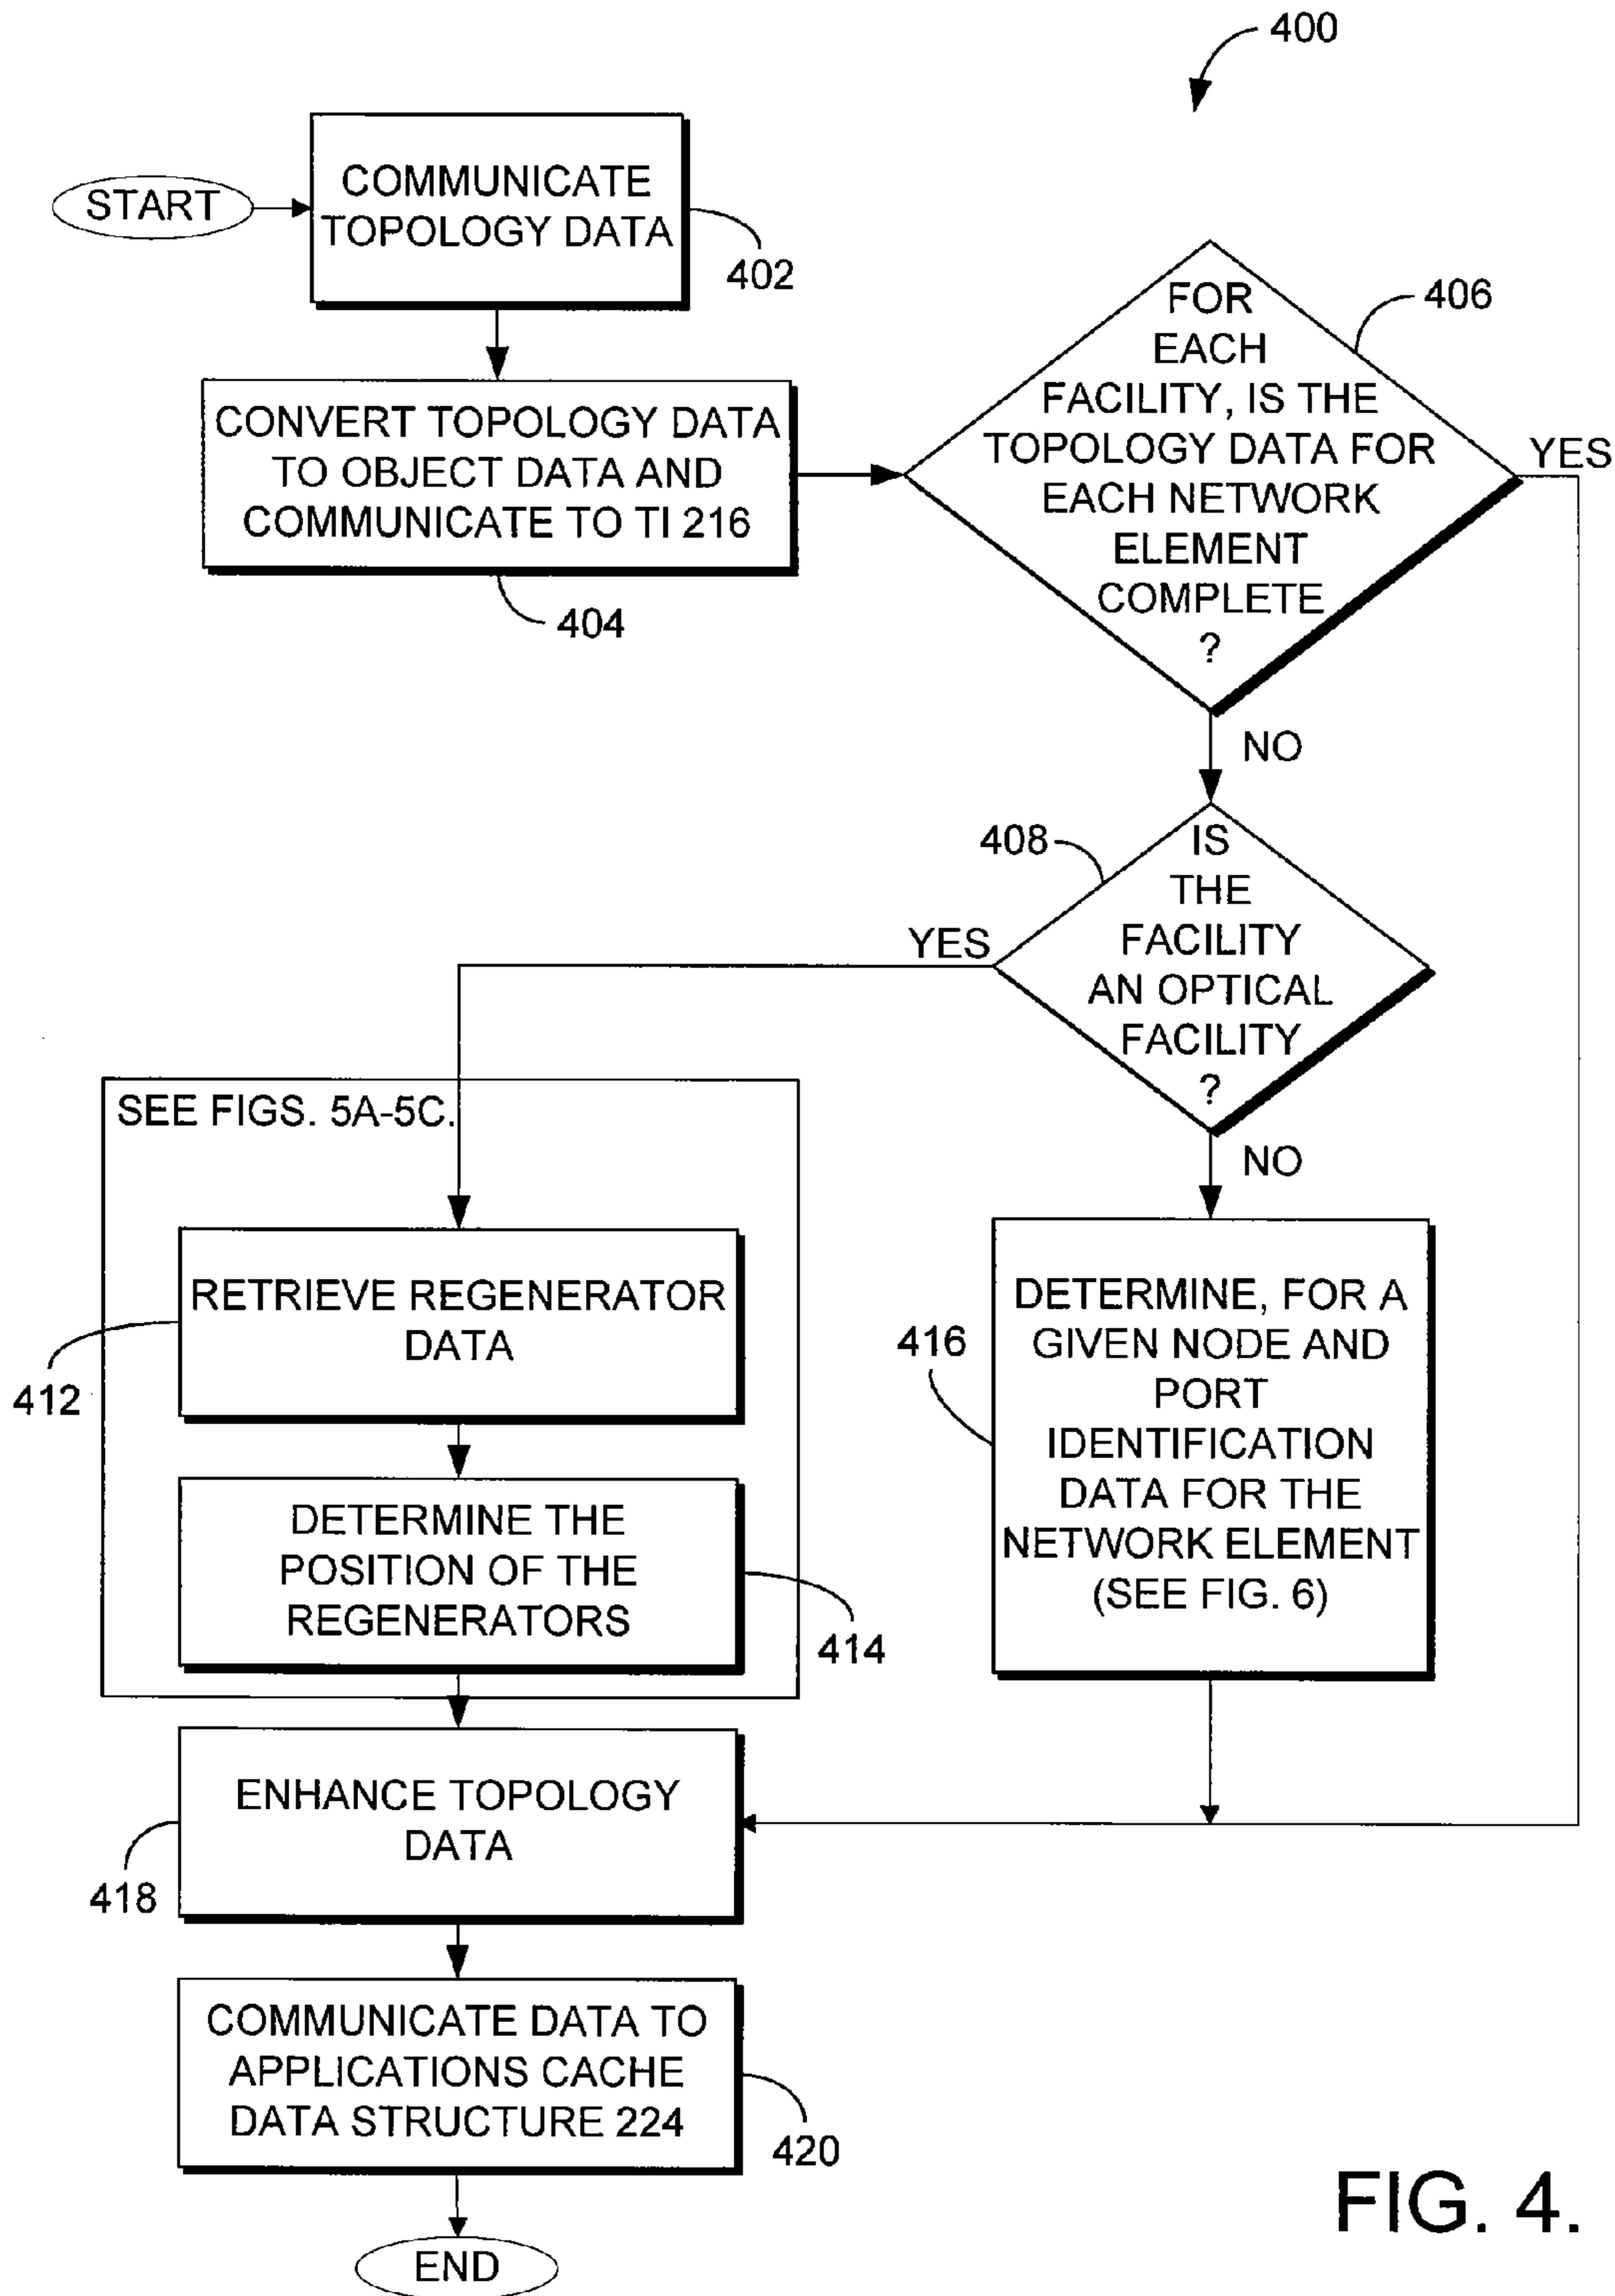 400
START
COMMUNICATE
TOPOLOGY DATA
402
CONVERT TOPOLOGY DATA
TO OBJECT DATA AND
COMMUNICATE TO TI 216
404
FOR
EACH
FACILITY, IS THE
TOPOLOGY DATA FOR
EACH NETWORK
ELEMENT
COMPLETE
?
406
YES
NO
408
IS
THE
FACILITY
AN OPTICAL
FACILITY
?
YES
NO
SEE FIGS. 5A-5C.
RETRIEVE REGENERATOR
DATA
412
DETERMINE THE
POSITION OF THE
REGENERATORS
414
416
DETERMINE, FOR A
GIVEN NODE AND
PORT
IDENTIFICATION
DATA FOR THE
NETWORK ELEMENT
(SEE FIG. 6)
ENHANCE TOPOLOGY
DATA
418
COMMUNICATE DATA TO
APPLICATIONS CACHE
DATA STRUCTURE 224
420
END
FIG. 4.